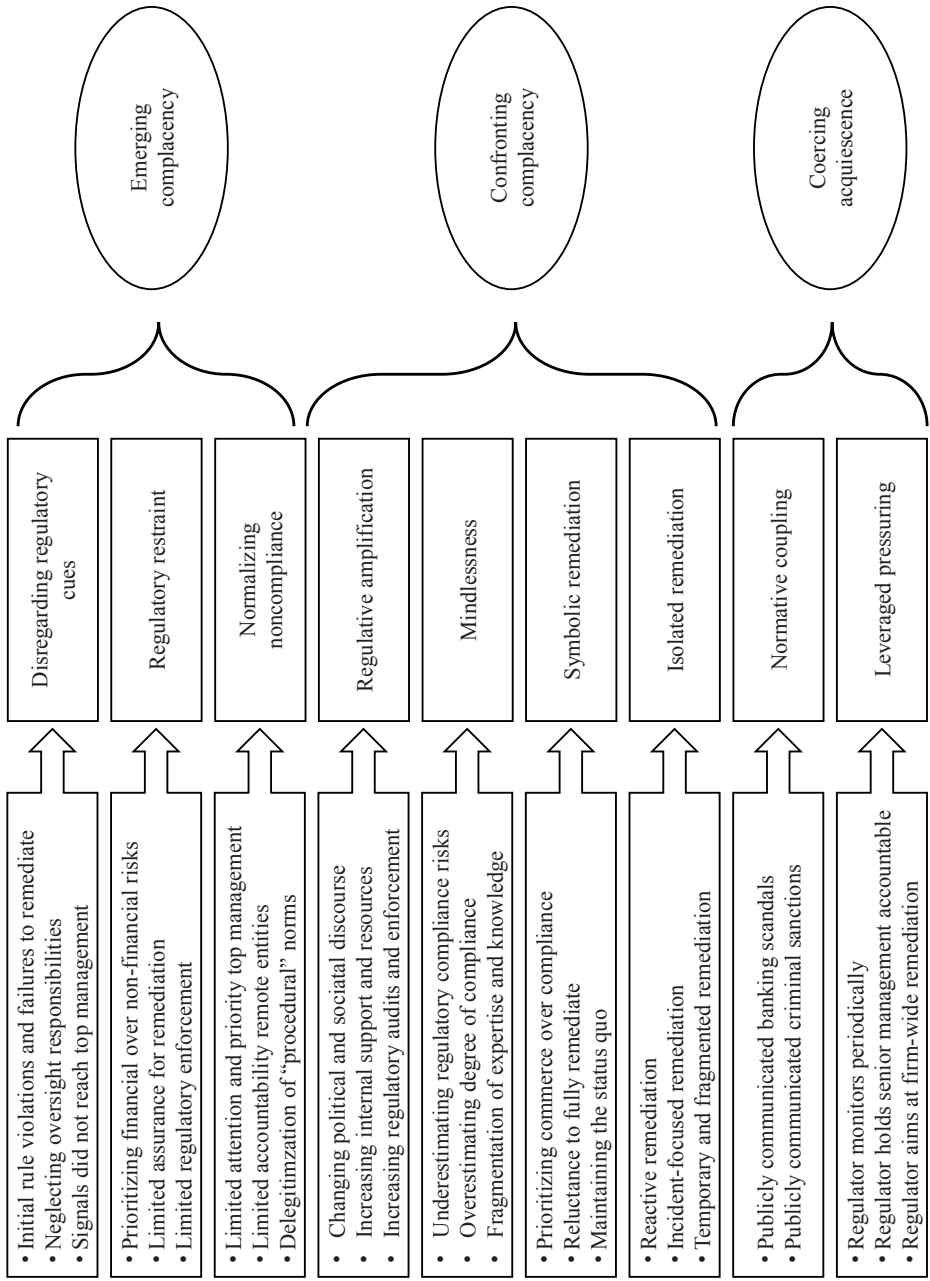 • Initial rule violations and failures to remediate
• Neglecting oversight responsibilities
• Signals did not reach top management
Disregarding regulatory
cues
• Prioritizing financial over non-financial risks
• Limited assurance for remediation
• Limited regulatory enforcement
Regulatory restraint
• Limited attention and priority top management
• Limited accountability remote entities
• Delegitimzation of “procedural” norms
Normalizing
noncompliance
Emerging
complacency
• Changing political and societal discourse
• Increasing internal support and resources
• Increasing regulatory audits and enforcement
Regulative amplification
• Underestimating regulatory compliance risks
• Overestimating degree of compliance
• Fragmentation of expertise and knowledge
Mindlessness
• Prioritizing commerce over compliance
• Reluctance to fully remediate
• Maintaining the status quo
Symbolic remediation
• Reactive remediation
• Incident-focused remediation
• Temporary and fragmented remediation
Isolated remediation
Confronting
complacency
• Publicly communicated banking scandals
• Publicly communicated criminal sanctions
Normative coupling
• Regulator monitors periodically
• Regulator holds senior management accountable
• Regulator aims at firm-wide remediation
Leveraged pressuring
Coercing
acquiescence